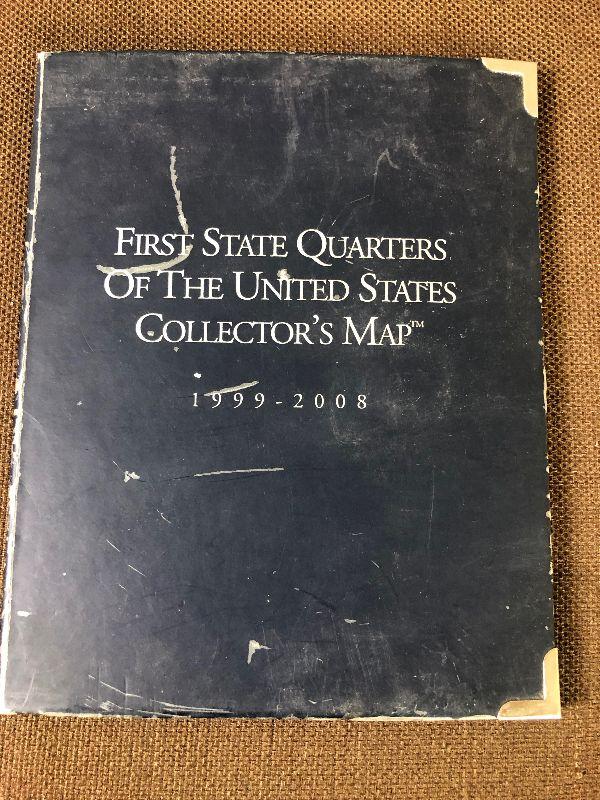 First State Quarters
Of The United States
Collector's Map™
1999-2008